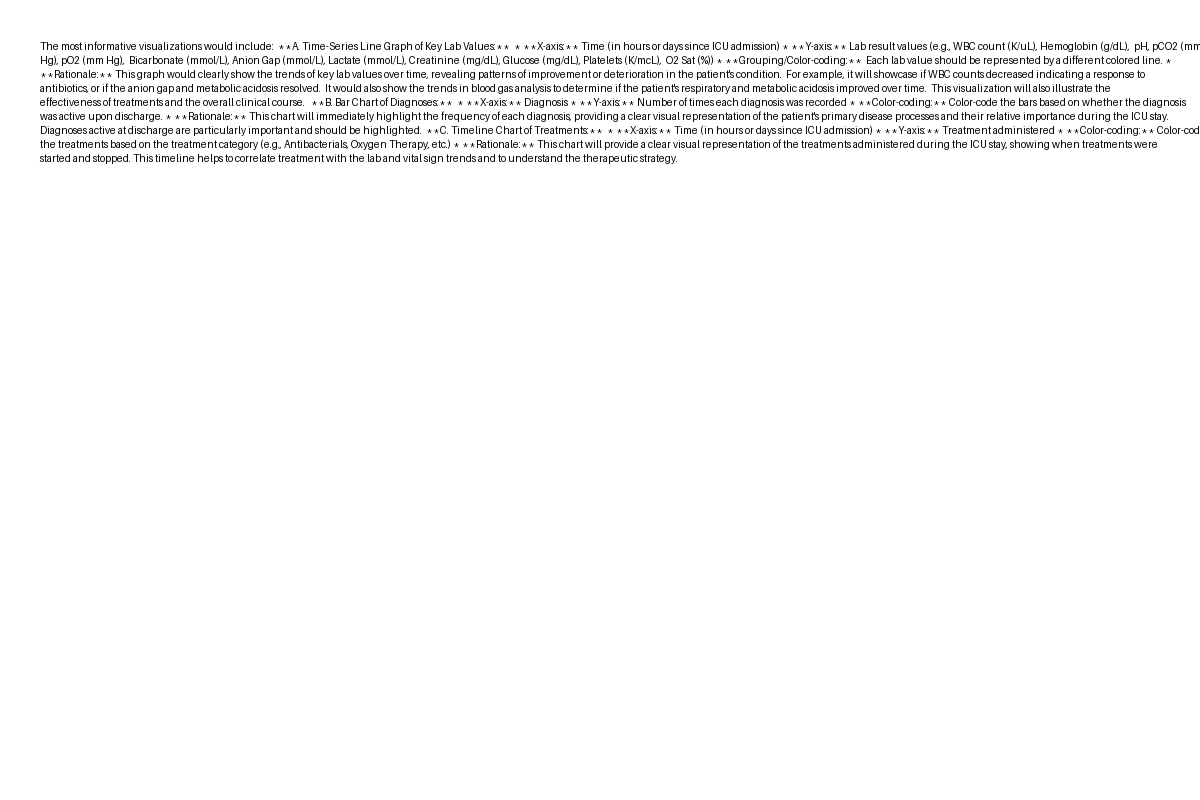 The most informative visualizations would include:  **A. Time-Series Line Graph of Key Lab Values:**  * **X-axis:** Time (in hours or days since ICU admission) * **Y-axis:** Lab result values (e.g., WBC count (K/uL), Hemoglobin (g/dL),  pH, pCO2 (mm
Hg), pO2 (mm Hg),  Bicarbonate (mmol/L), Anion Gap (mmol/L), Lactate (mmol/L), Creatinine (mg/dL), Glucose (mg/dL), Platelets (K/mcL),  O2 Sat (%)) * **Grouping/Color-coding:**  Each lab value should be represented by a different colored line. *
**Rationale:** This graph would clearly show the trends of key lab values over time, revealing patterns of improvement or deterioration in the patient's condition.  For example, it will showcase if WBC counts decreased indicating a response to
antibiotics, or if the anion gap and metabolic acidosis resolved.  It would also show the trends in blood gas analysis to determine if the patient's respiratory and metabolic acidosis improved over time.  This visualization will also illustrate the
effectiveness of treatments and the overall clinical course.  **B. Bar Chart of Diagnoses:**  * **X-axis:** Diagnosis * **Y-axis:** Number of times each diagnosis was recorded * **Color-coding:** Color-code the bars based on whether the diagnosis
was active upon discharge. * **Rationale:** This chart will immediately highlight the frequency of each diagnosis, providing a clear visual representation of the patient's primary disease processes and their relative importance during the ICU stay.
Diagnoses active at discharge are particularly important and should be highlighted.  **C. Timeline Chart of Treatments:**  * **X-axis:** Time (in hours or days since ICU admission) * **Y-axis:** Treatment administered * **Color-coding:** Color-cod
the treatments based on the treatment category (e.g., Antibacterials, Oxygen Therapy, etc.) * **Rationale:** This chart will provide a clear visual representation of the treatments administered during the ICU stay, showing when treatments were
started and stopped. This timeline helps to correlate treatment with the lab and vital sign trends and to understand the therapeutic strategy.